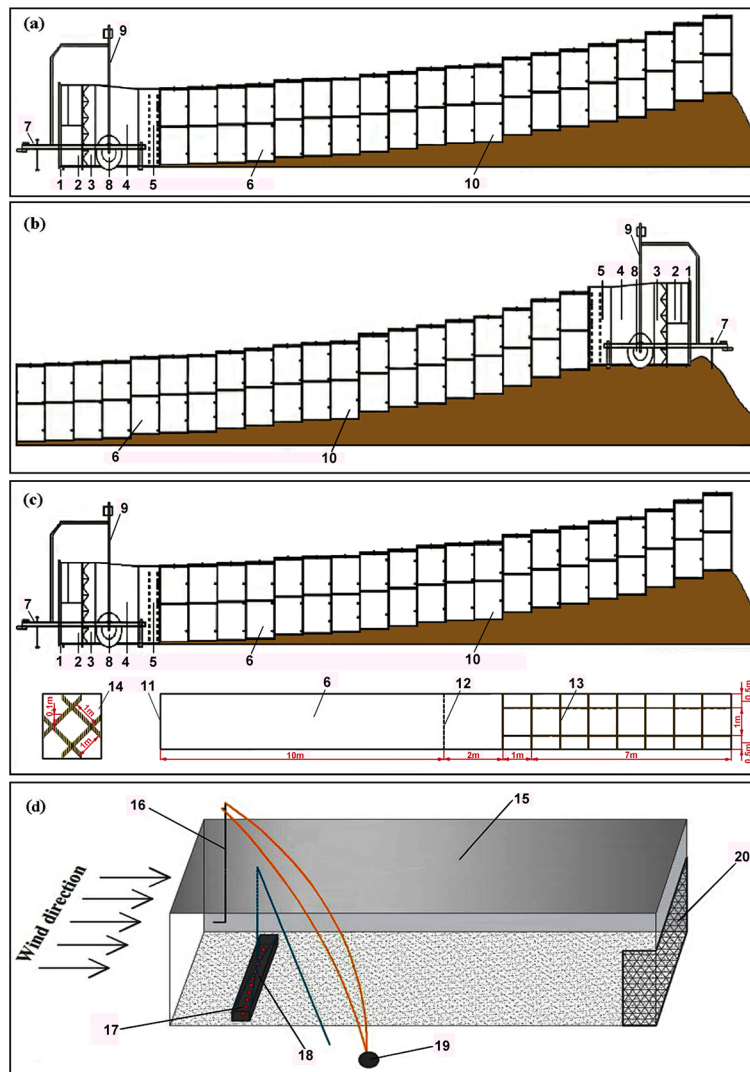 (a)
9
7
1 2 3 8 4 5 6 10
(b)
9
5 4 8 3 2 1
7
6 10
(c)
9
7
1 2 3 8 4 5 6 10
14 11 6 12 13
0.1m 1m 1m
0.5m
1m
0.5m
10m 2m 1m 7m
(d)
16 15
20
Wind direction
17 18 19